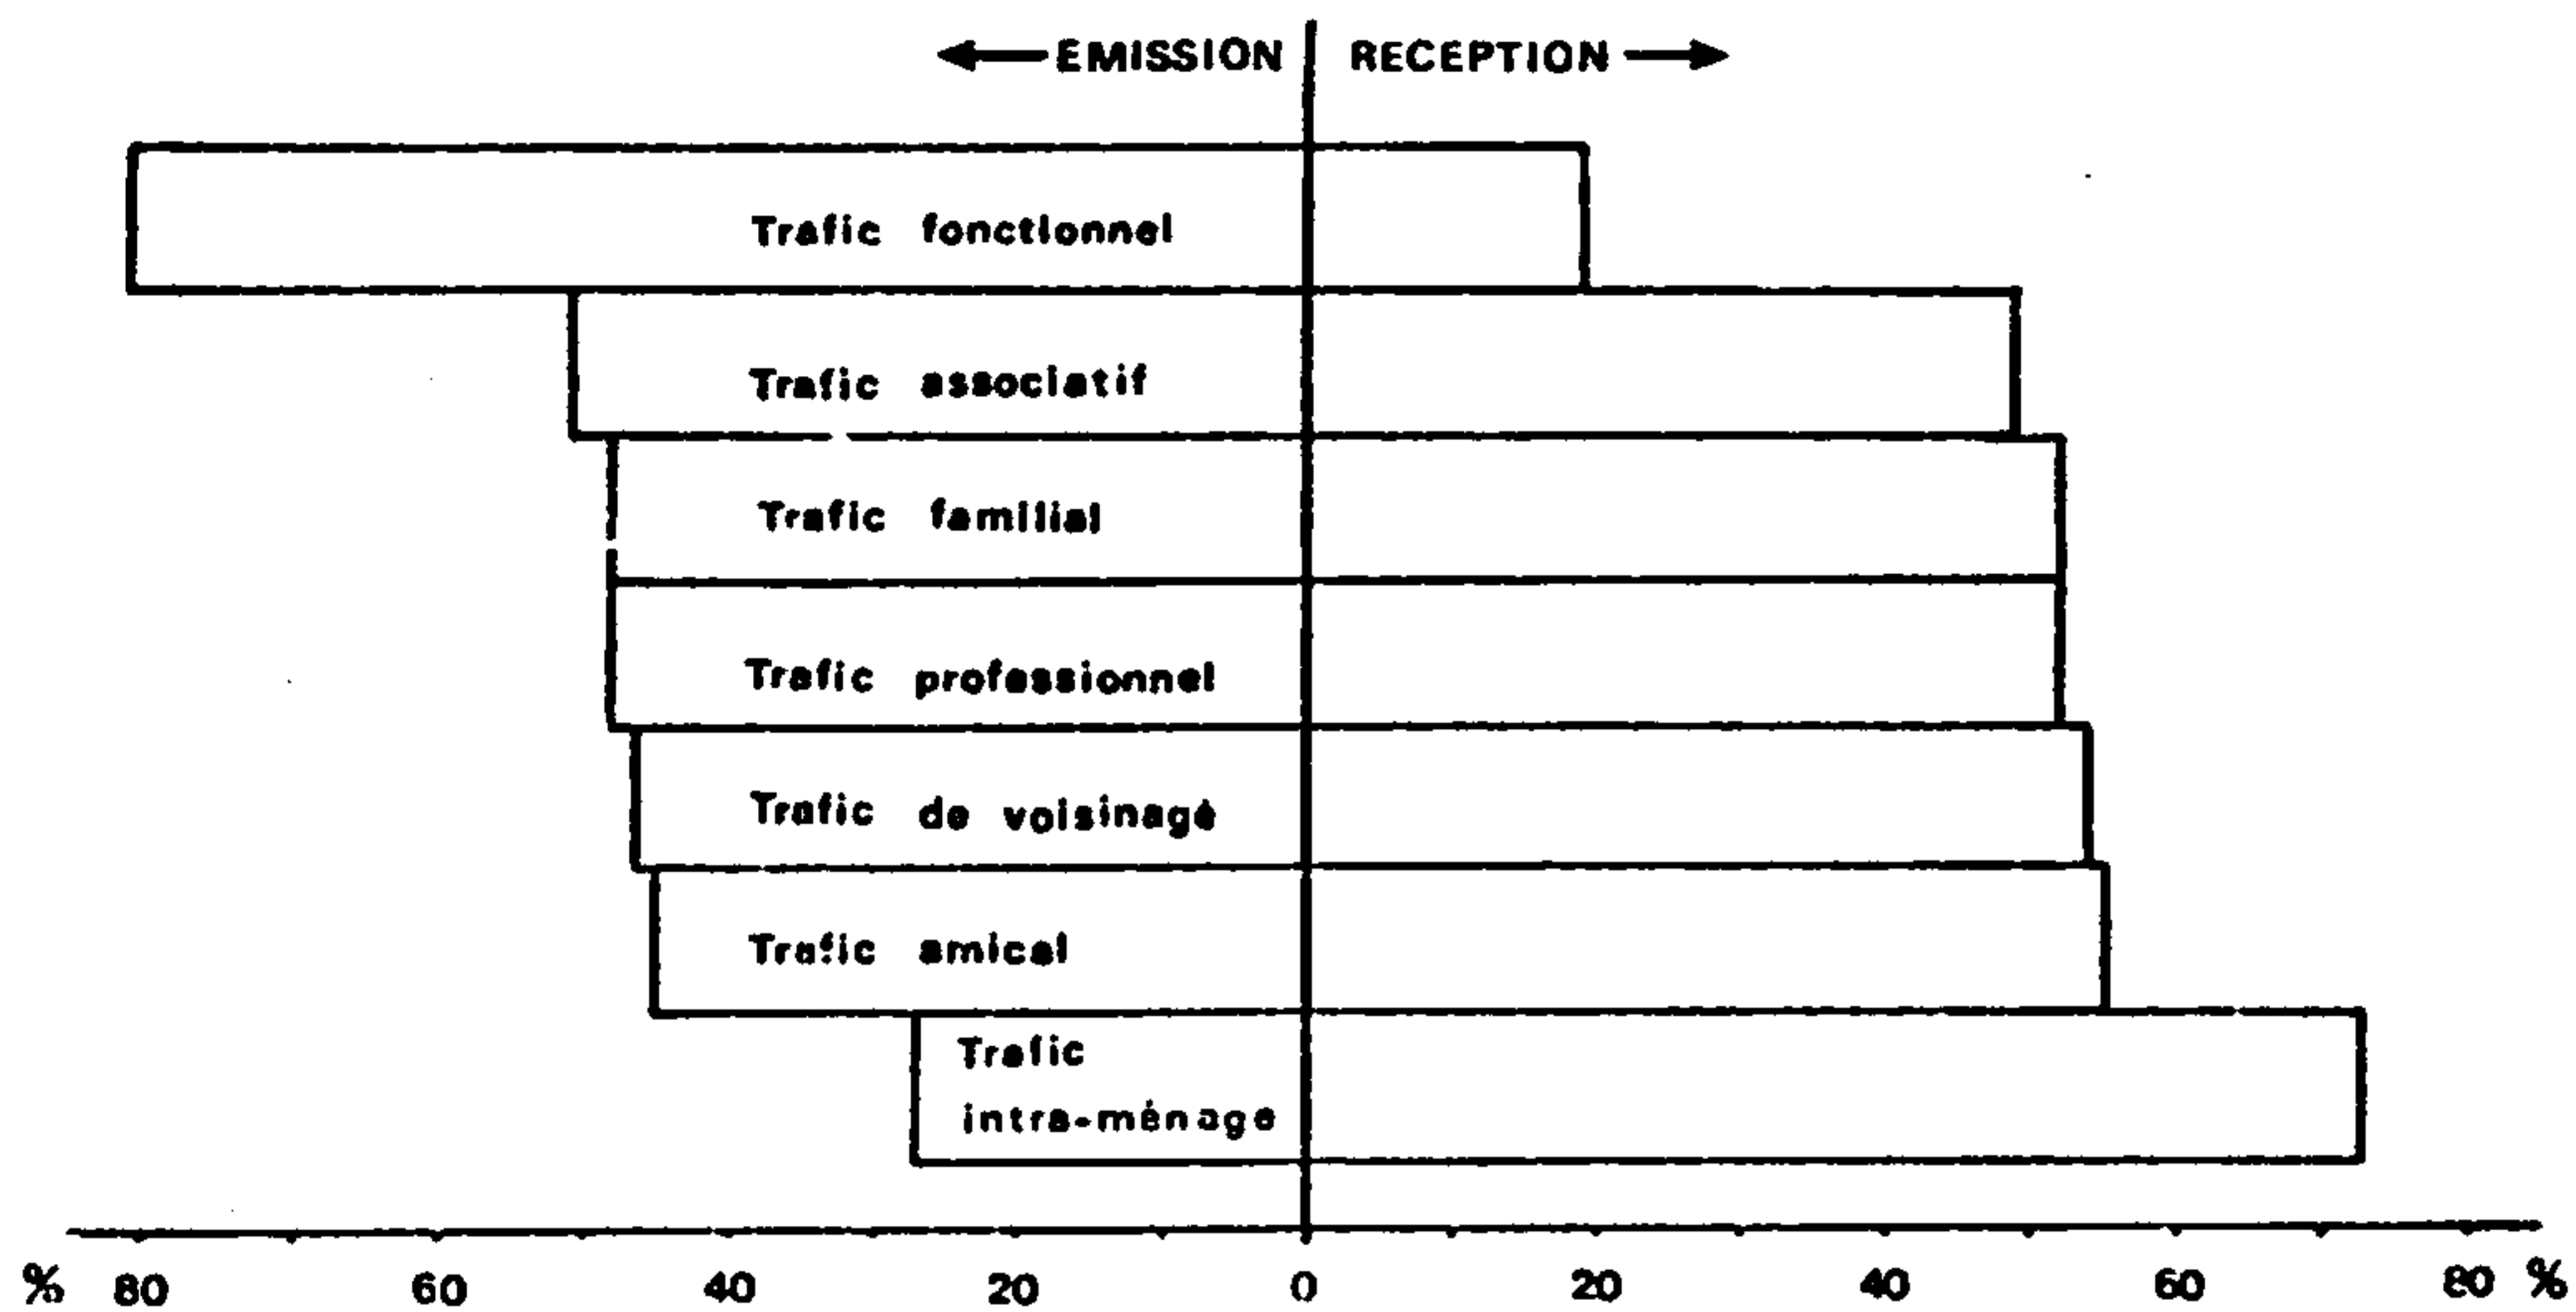 EMISSION RECEPTION
Trafic fonctionnel
Trafic associatif
Trafic familial
Trafic professionnel
Trafic de voisinage
Trafic amical
Trafic
intra-ménage
% 80 60 40 20 0 20 40 60 80 %